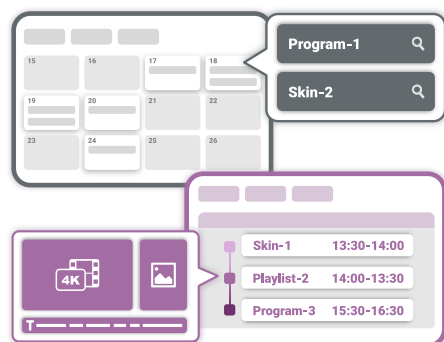 Program-1
Skin-2
15 16 17 18
19 20 21 22
23 24 25 26
Skin-1 13:30-14:00
Playlist-2 14:00-13:30
Program-3 15:30-16:30
4K
T